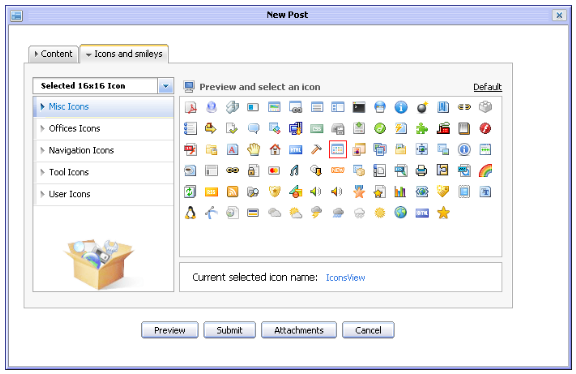 New Post
Content
Icons and smileys
Selected 16x16 Icon
Preview and select an icon
Default
Misc Icons
Offices Icons
Navigation Icons
Tool Icons
User Icons
Current selected icon name: IconsView
Preview
Submit
Attachments
Cancel